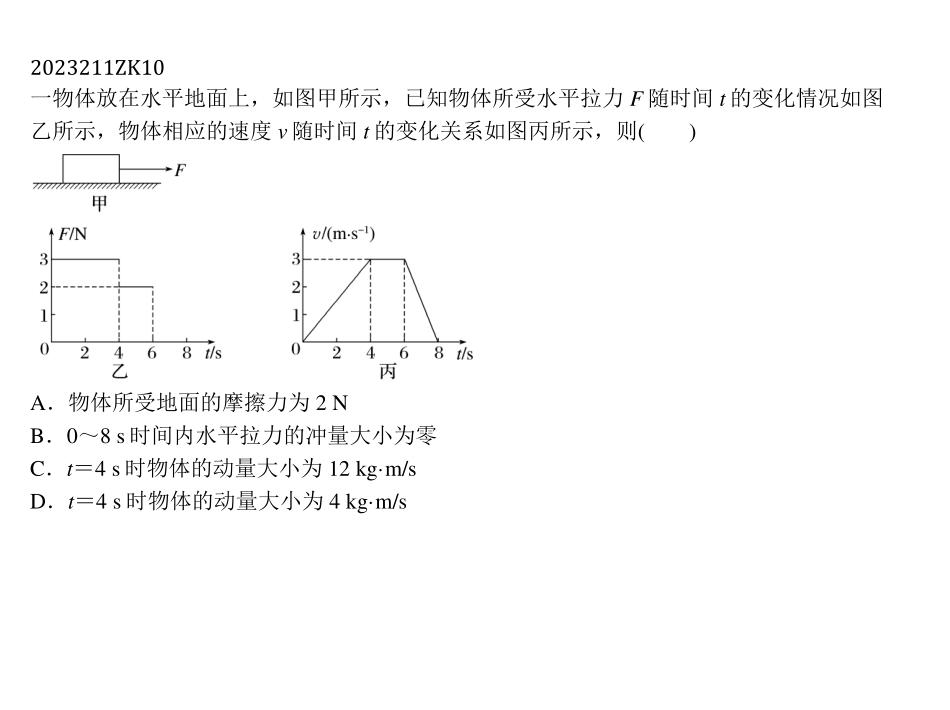 2023211ZK10
一物体放在水平地面上，如图甲所示，已知物体所受水平拉力 F 随时间 t 的变化情况如图
乙所示，物体相应的速度 v 随时间 t 的变化关系如图丙所示，则(　　)
F
甲
F/N
3
2
1
0 2 4 6 8 t/s
乙
v/(m·s⁻¹)
3
2
1
0 2 4 6 8 t/s
丙
A．物体所受地面的摩擦力为 2 N
B．0～8 s 时间内水平拉力的冲量大小为零
C．t＝4 s 时物体的动量大小为 12 kg·m/s
D．t＝4 s 时物体的动量大小为 4 kg·m/s